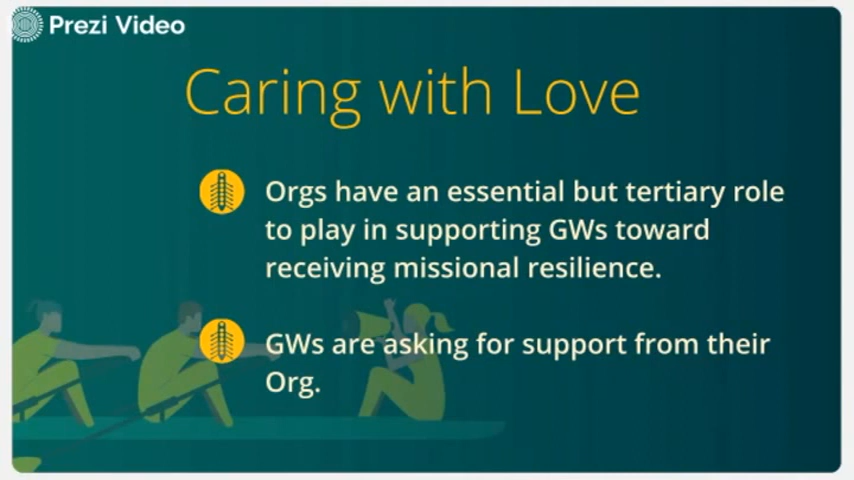 Prezi Video
Caring with Love
Orgs have an essential but tertiary role
to play in supporting GWs toward
receiving missional resilience.
GWs are asking for support from their
Org.